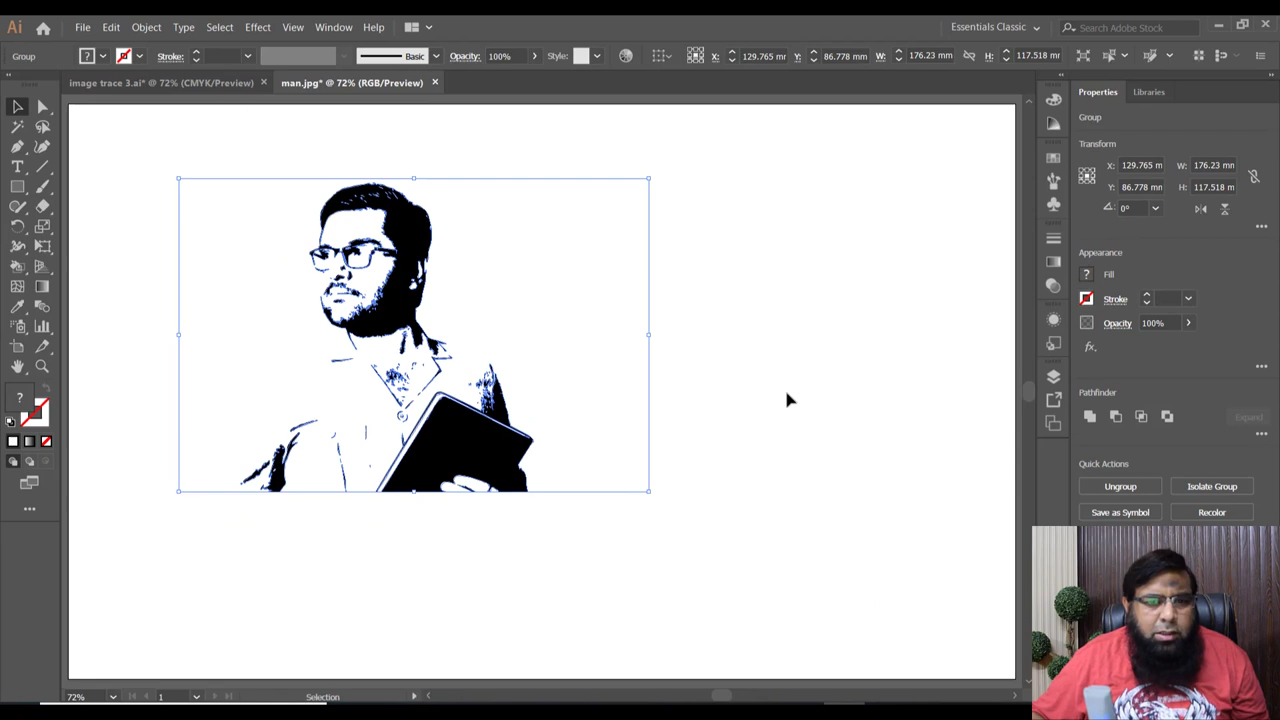 Ai File Edit Object Type Select Effect View Window Help Essentials Classic Search Adobe Stock
Group ? Stroke: Basic Opacity: 100% Style: X: 129.765 mm Y: 86.778 mm W: 176.23 mm H: 117.518 mm
image trace 3.ai* @ 72% (CMYK/Preview) × man.jpg* @ 72% (RGB/Preview) ×
Properties Libraries
Group
Transform
X: 129.765 m W: 176.23 mm
Y: 86.778 mm H: 117.518 m
0°
Appearance
? Fill
Stroke
Opacity 100%
fx.
Pathfinder
Expand
Quick Actions
Ungroup Isolate Group
Save as Symbol Recolor
?
72% 1 Selection